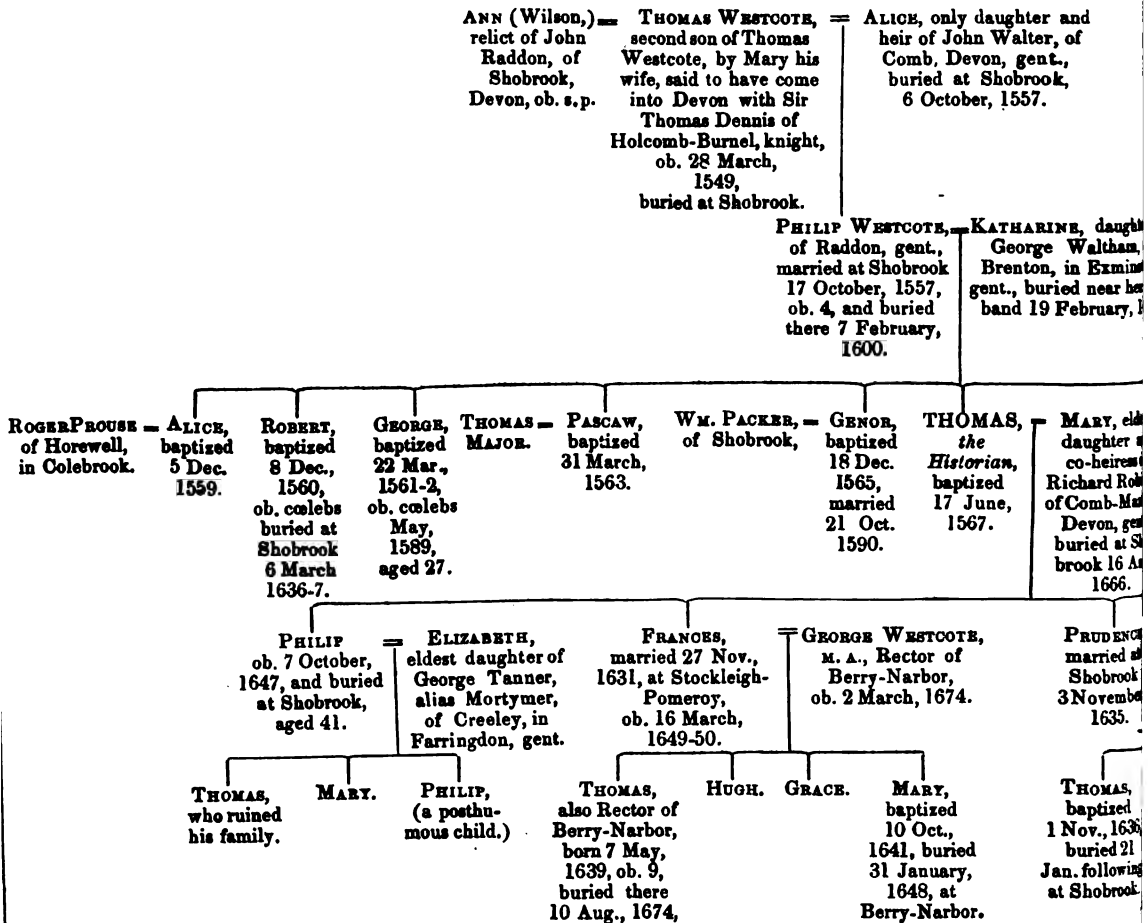 ANN (Wilson,)
relict of John
Raddon, of
Shobrook,
Devon, ob. s.p.
THOMAS WESTCOTE,
second son of Thomas
Westcote, by Mary his
wife, said to have come
into Devon with Sir
Thomas Dennis of
Holcomb-Burnel, knight,
ob. 28 March,
1549,
buried at Shobrook.
ALICE, only daughter and
heir of John Walter, of
Comb, Devon, gent.,
buried at Shobrook,
6 October, 1557.
PHILIP WESTCOTE,
of Raddon, gent.,
married at Shobrook
17 October, 1557,
ob. 4, and buried
there 7 February,
1600.
KATHARINE,
George Waltham,
Brenton, in
gent., buried near
band 19 February,
ROGER PROUSE
of Horewell,
in Colebrook.
ALICE,
baptized
5 Dec.
1559.
ROBERT,
baptized
8 Dec.,
1560,
ob. cœlebs
buried at
Shobrook
6 March
1636-7.
GEORGE,
baptized
22 Mar.,
1561-2,
ob. cœlebs
May,
1589,
aged 27.
THOMAS
MAJOR.
PASCAW,
baptized
31 March,
1563.
WM. PACKER,
of Shobrook,
GENOR,
baptized
18 Dec.
1565,
married
21 Oct.
1590.
THOMAS,
the
Historian,
baptized
17 June,
1567.
MARY,
daughter
co-heiress
Richard
of
Devon,
buried at
brook 16
1666.
PHILIP
ob. 7 October,
1647, and buried
at Shobrook,
aged 41.
ELIZABETH,
eldest daughter of
George Tanner,
alias Mortymer,
of Creeley, in
Farringdon, gent.
FRANCES,
married 27 Nov.,
1631, at Stockleigh-
Pomeroy,
ob. 16 March,
1649-50.
GEORGE WESTCOTE,
M. A., Rector of
Berry-Narbor,
ob. 2 March, 1674.
PRUDENCE
married
Shobrook
3 November
1635.
THOMAS,
who ruined
his family.
MARY.
PHILIP,
(a posthu-
mous child.)
THOMAS,
also Rector of
Berry-Narbor,
born 7 May,
1639, ob. 9,
buried there
10 Aug., 1674,
HUGH.
GRACE.
MARY,
baptized
10 Oct.,
1641, buried
31 January,
1648, at
Berry-Narbor.
THOMAS,
baptized
1 Nov., 1636,
buried 21
Jan. following
at Shobrook.